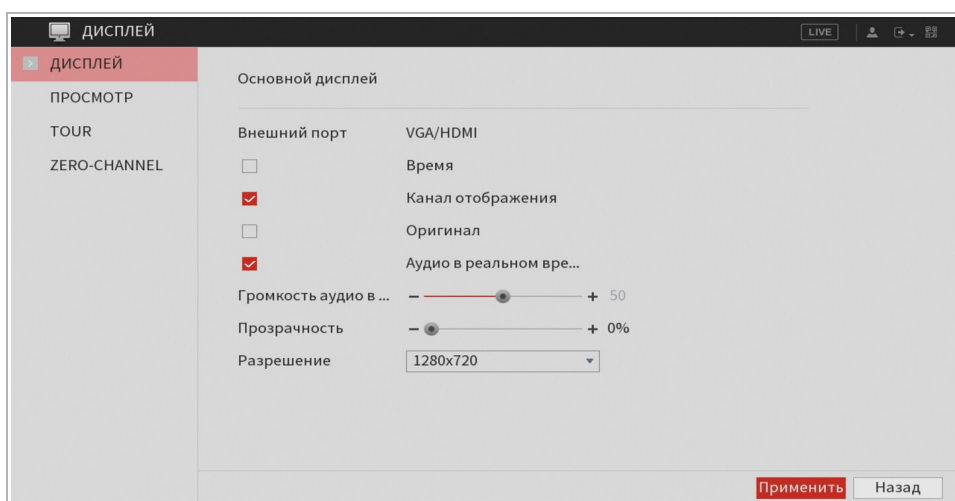 ДИСПЛЕЙ
LIVE
ДИСПЛЕЙ
ПРОСМОТР
TOUR
ZERO-CHANNEL
Основной дисплей
Внешний порт VGA/HDMI
Время
Канал отображения
Оригинал
Аудио в реальном вре...
Громкость аудио в ... − + 50
Прозрачность − + 0%
Разрешение 1280x720
Применить Назад